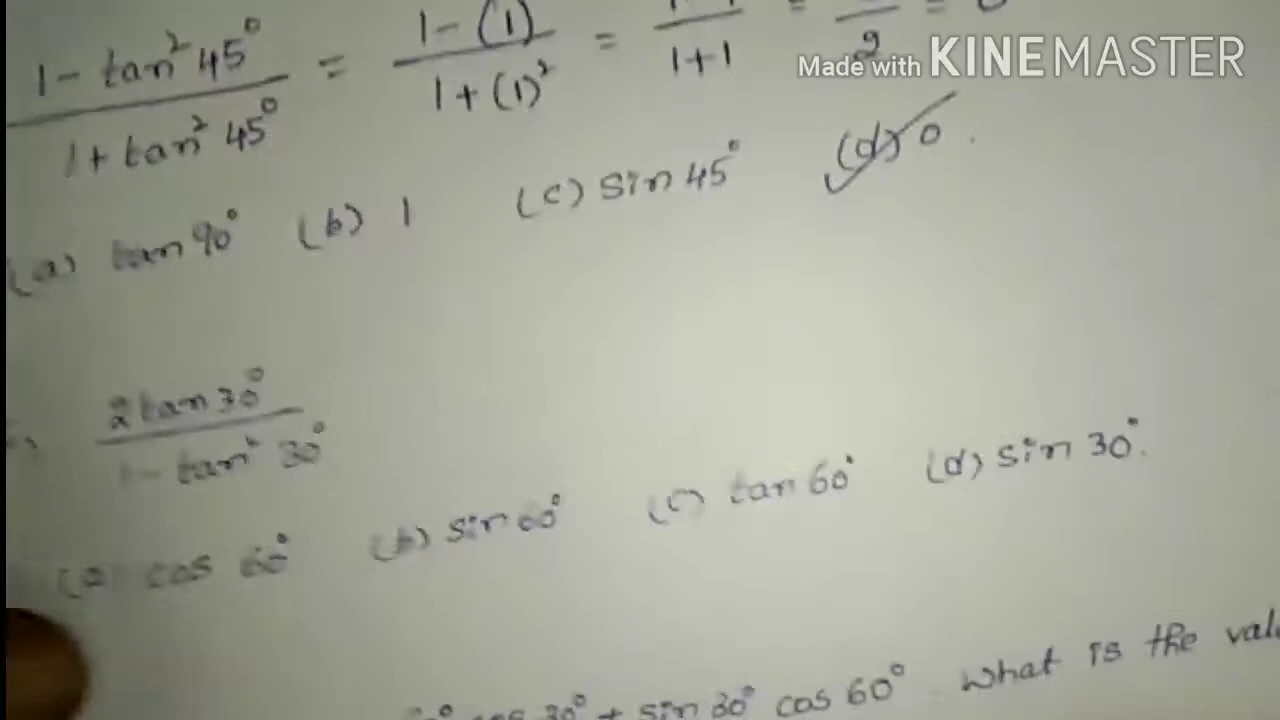 1 - tan² 45° / 1 + tan² 45° = 1 - (1) / 1 + (1)² = 1+1 = 2 =
Made with KINEMASTER
(a) tan 90° (b) 1 (c) sin 45° (d) 0.
2 tan 30° / 1 - tan² 30°
(a) cos 60° (b) sin 60° (c) tan 60° (d) sin 30°.
cos 30° + sin 30° cos 60°. What is the